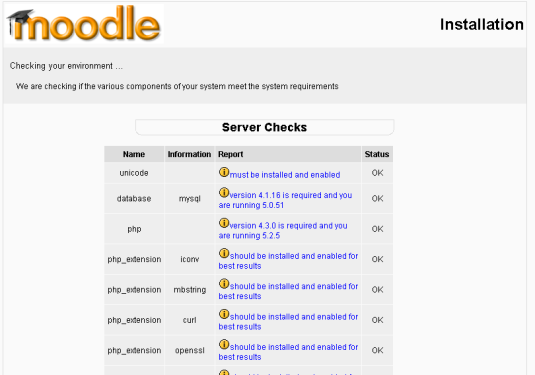 moodle
Installation
Checking your environment ...
We are checking if the various components of your system meet the system requirements
Server Checks
Name Information Report Status
unicode must be installed and enabled OK
database mysql version 4.1.16 is required and you are running 5.0.51 OK
php version 4.3.0 is required and you are running 5.2.5 OK
php_extension iconv should be installed and enabled for best results OK
php_extension mbstring should be installed and enabled for best results OK
php_extension curl should be installed and enabled for best results OK
php_extension openssl should be installed and enabled for best results OK